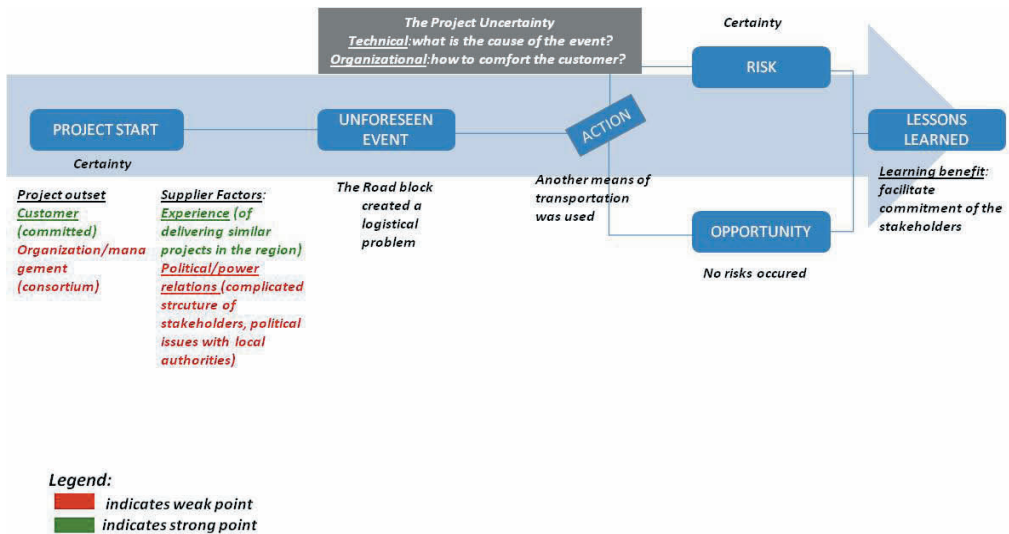 The Project Uncertainty
Technical:what is the cause of the event?
Organizational:how to comfort the customer?
Certainty
RISK
PROJECT START
UNFORESEEN
EVENT
ACTION
LESSONS
LEARNED
Certainty
Project outset
Customer
(committed)
Organization/mana
gement
(consortium)
Supplier Factors:
Experience (of
delivering similar
projects in the region)
Political/power
relations (complicated
strcuture of
stakeholders, political
issues with local
authorities)
The Road block
created a
logistical
problem
Another means of
transportation
was used
OPPORTUNITY
No risks occured
Learning benefit:
facilitate
commitment of the
stakeholders
Legend:
indicates weak point
indicates strong point